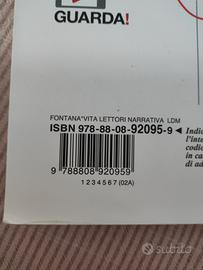 GUARDA!
FONTANA*VITA LETTORI NARRATIVA LDM
ISBN 978-88-08-92095-9
Indic
l'inte
codic
in ca
di ad
9 788808 920959
1 2 3 4 5 6 7 (02A)
subito